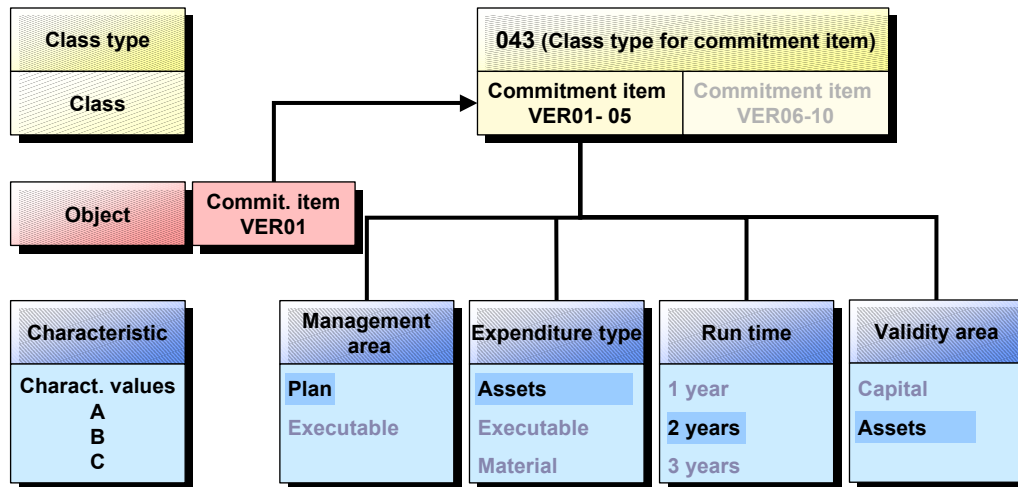 Class type
Class
043 (Class type for commitment item)
Commitment item
VER01- 05
Commitment item
VER06-10
Object
Commit. item
VER01
Characteristic
Charact. values
A
B
C
Management
area
Plan
Executable
Expenditure type
Assets
Executable
Material
Run time
1 year
2 years
3 years
Validity area
Capital
Assets